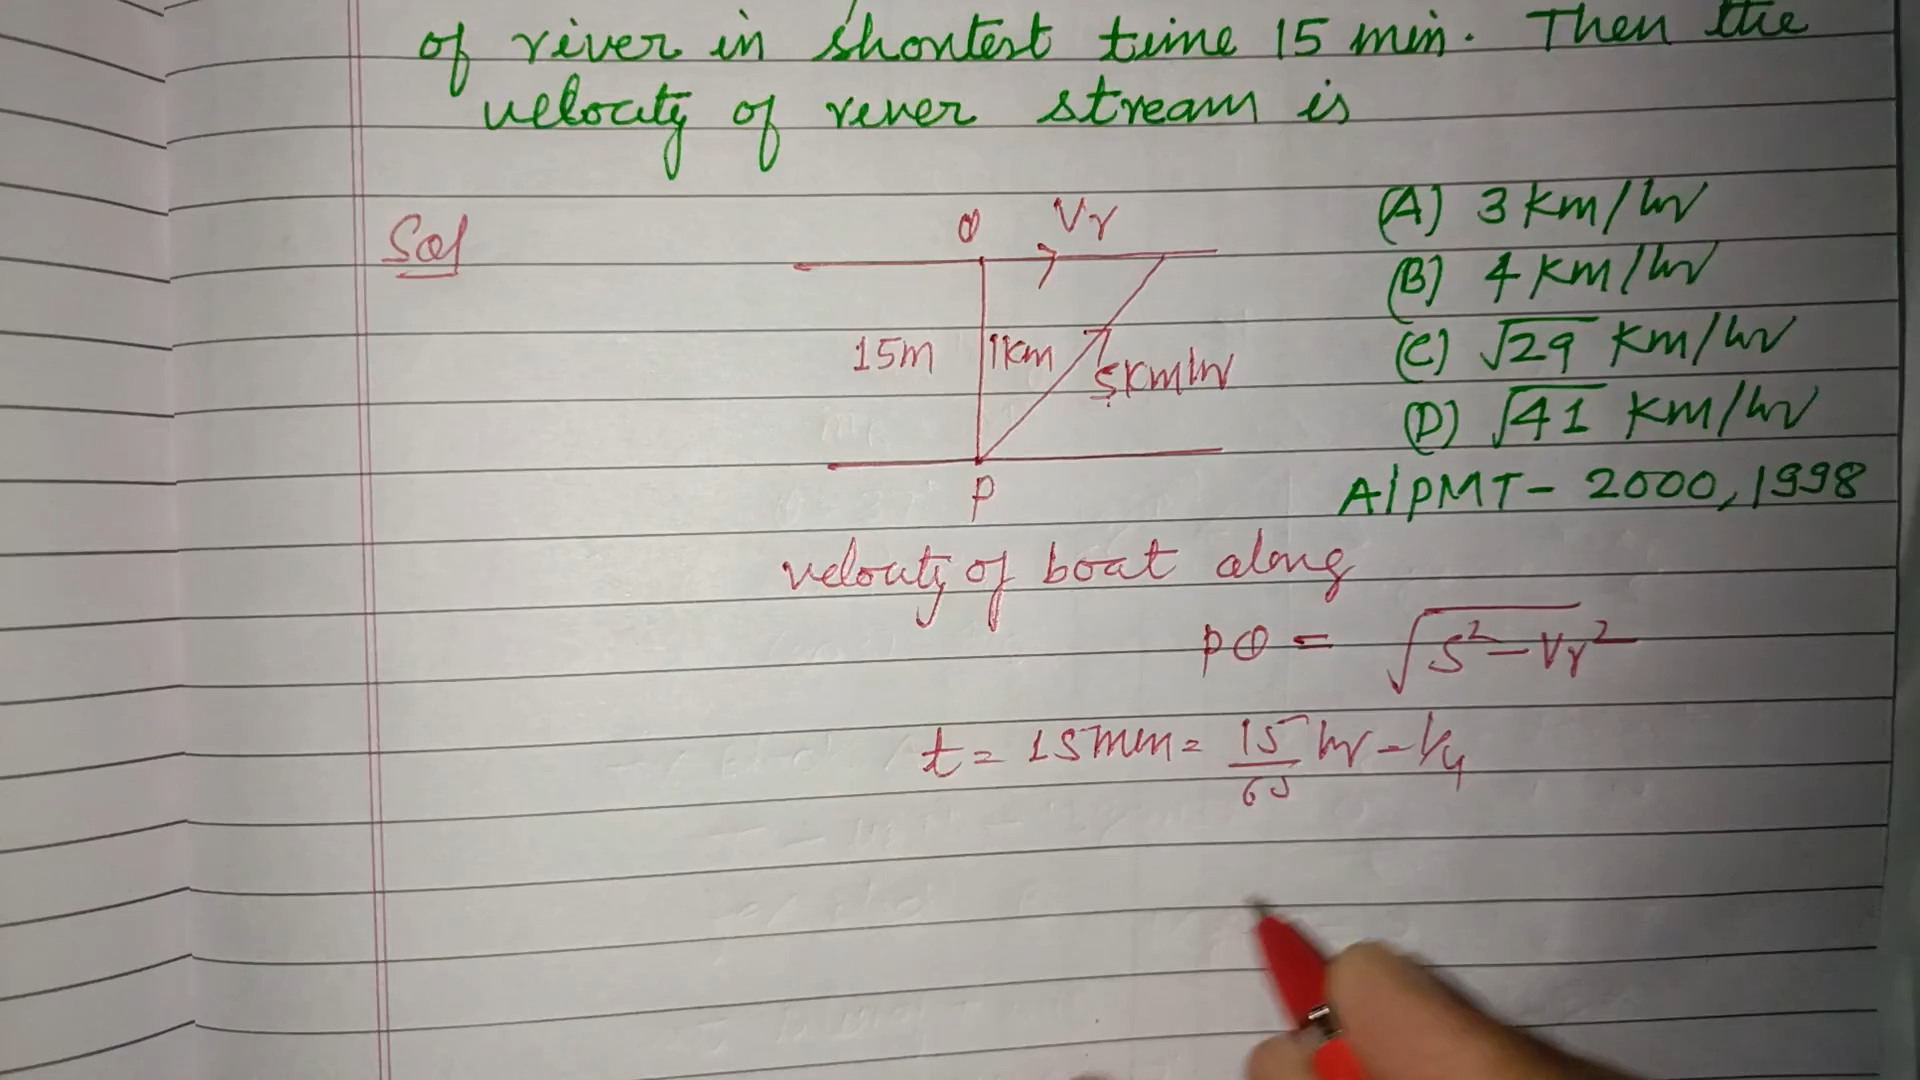 of river in shortest time 15 min. Then the
velocity of rever stream is
Sol
O Vr
(A) 3 Km/hr
(B) 4 Km/hr
15m 1Km 5Km/hr
(C) √29 Km/hr
(D) √41 Km/hr
P
AIPMT - 2000, 1998
velocity of boat along
PO = √5² - Vr²
t = 15 min = 15/60 hr = 1/4